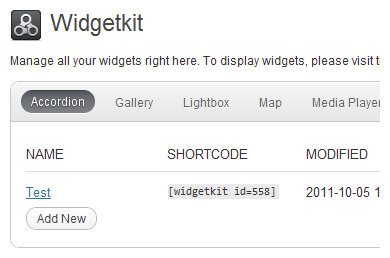 Widgetkit
Manage all your widgets right here. To display widgets, please visit
Accordion Gallery Lightbox Map Media Player
NAME SHORTCODE MODIFIED
Test [widgetkit id=558] 2011-10-05
Add New